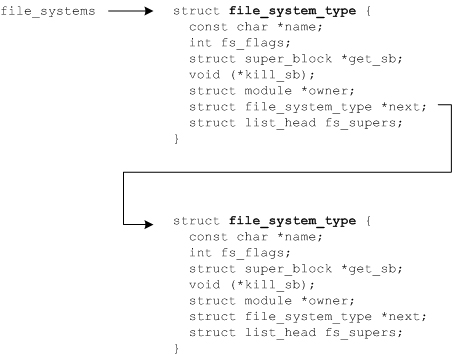 file_systems
struct file_system_type {
const char *name;
int fs_flags;
struct super_block *get_sb;
void (*kill_sb);
struct module *owner;
struct file_system_type *next;
struct list_head fs_supers;
}
struct file_system_type {
const char *name;
int fs_flags;
struct super_block *get_sb;
void (*kill_sb);
struct module *owner;
struct file_system_type *next;
struct list_head fs_supers;
}